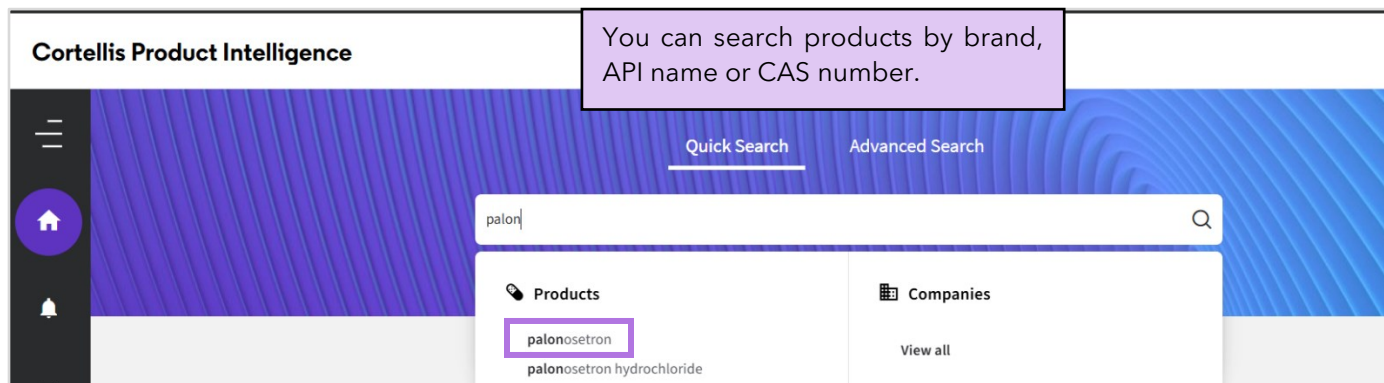 You can search products by brand,
API name or CAS number.
Cortellis Product Intelligence
Quick Search Advanced Search
palon
Products Companies
palonosetron View all
palonosetron hydrochloride